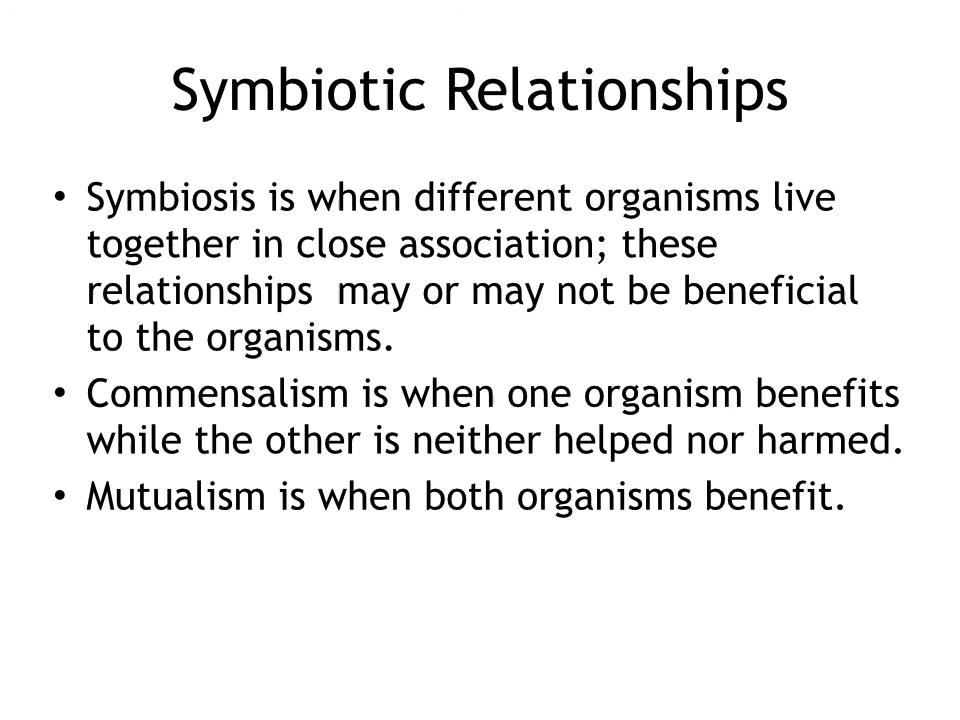 Symbiotic Relationships
• Symbiosis is when different organisms live
together in close association; these
relationships  may or may not be beneficial
to the organisms.
• Commensalism is when one organism benefits
while the other is neither helped nor harmed.
• Mutualism is when both organisms benefit.